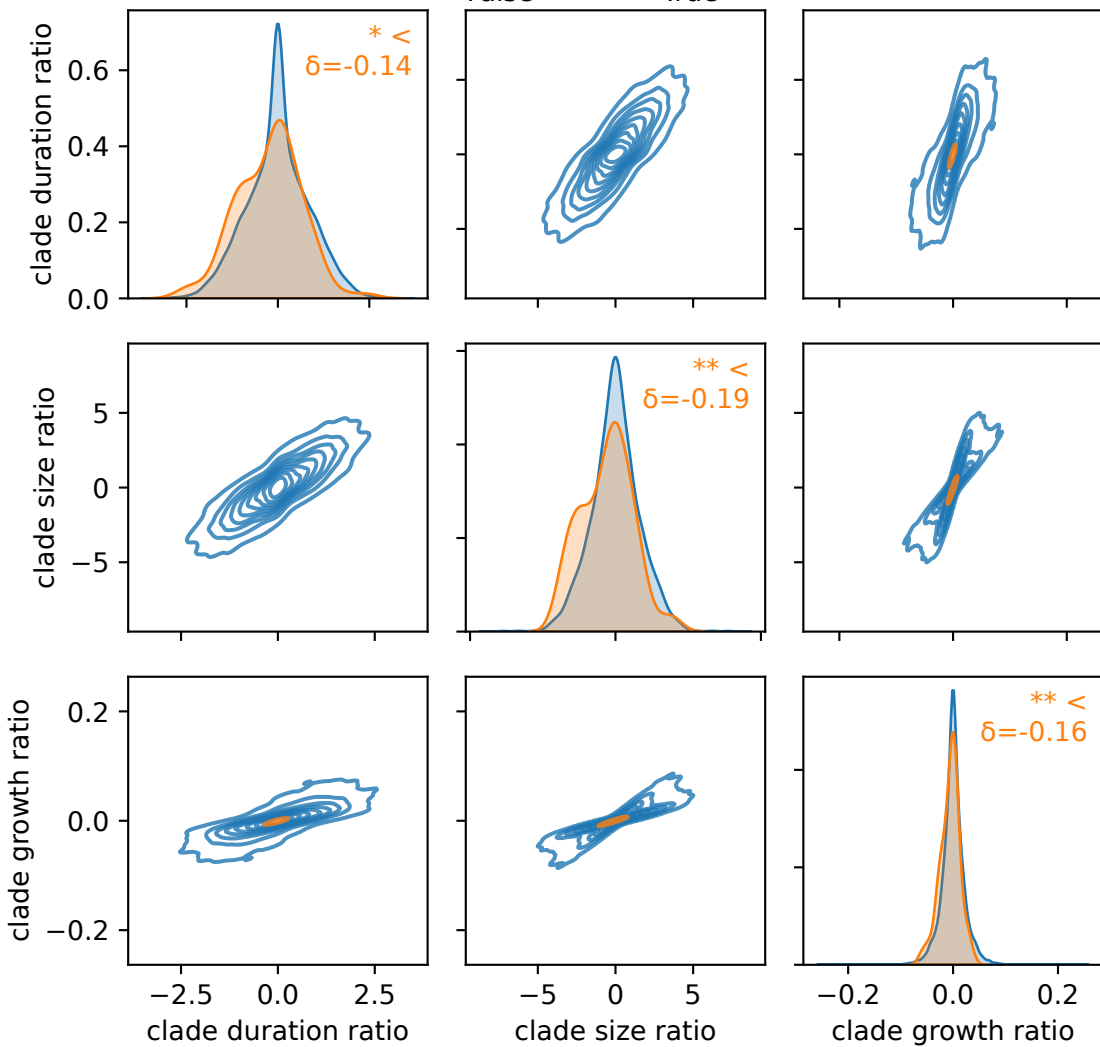 * <
δ=-0.14
clade duration ratio
0.6
0.4
0.2
0.0
** <
δ=-0.19
clade size ratio
5
0
−5
** <
δ=-0.16
clade growth ratio
0.2
0.0
−0.2
−2.5 0.0 2.5
−5 0 5
−0.2 0.0 0.2
clade duration ratio
clade size ratio
clade growth ratio